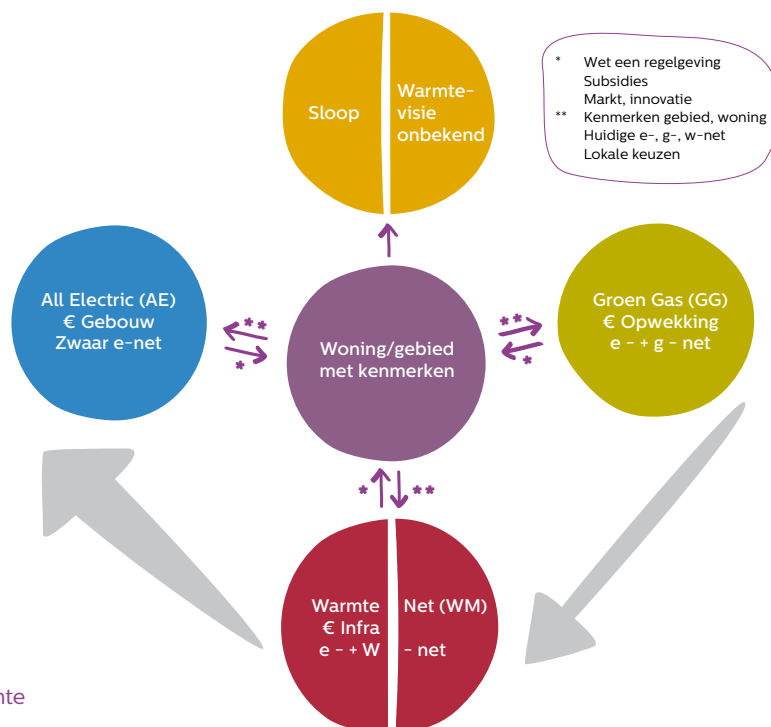 Sloop
Warmte-
visie
onbekend
* Wet een regelgeving
Subsidies
Markt, innovatie
** Kenmerken gebied, woning
Huidige e-, g-, w-net
Lokale keuzen
All Electric (AE)
€ Gebouw
Zwaar e-net
**
*
Woning/gebied
met kenmerken
**
*
Groen Gas (GG)
€ Opwekking
e - + g - net
* **
Warmte Net (WM)
€ Infra
e - + W - net